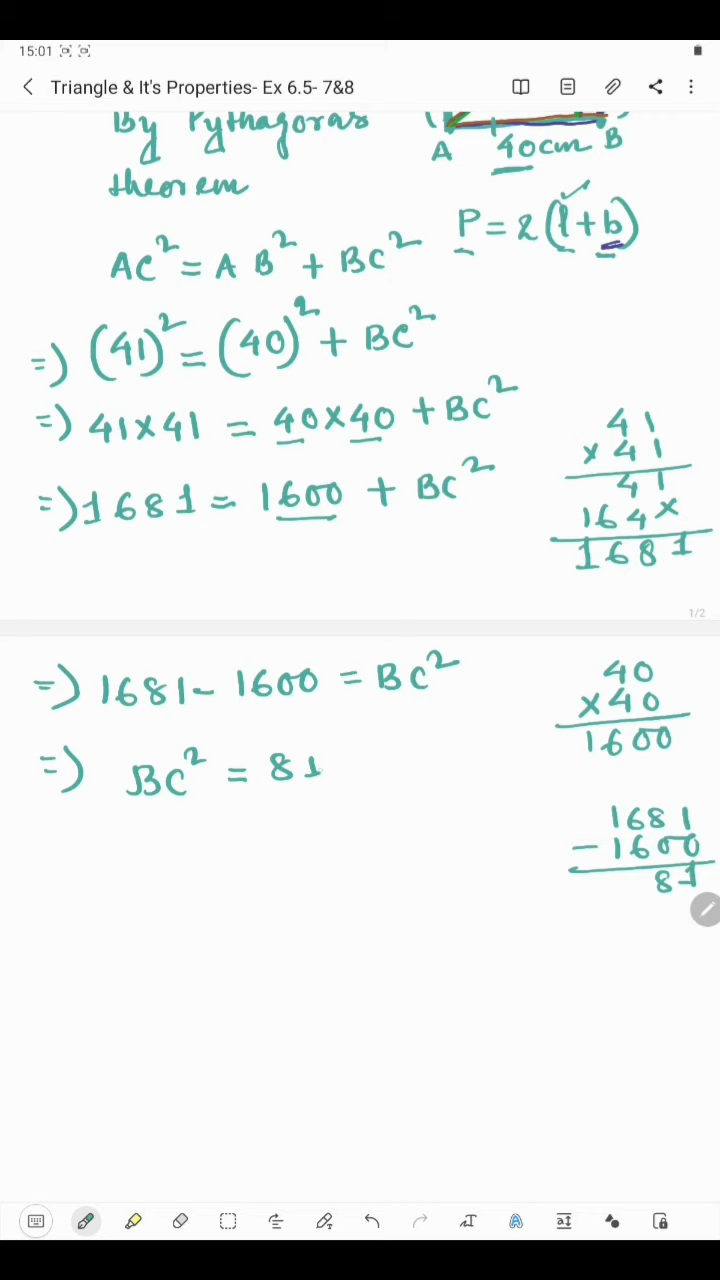 15:01
Triangle & It's Properties- Ex 6.5- 7&8
By Pythagoras
theorem
A 40cm B
P = 2(l+b)
AC² = AB² + BC²
=> (41)² = (40)² + BC²
=> 41×41 = 40×40 + BC²
=> 1681 = 1600 + BC²
41
× 41
41
164×
1681
1/2
=> 1681 - 1600 = BC²
=> BC² = 81
40
×40
1600
1681
- 1600
81